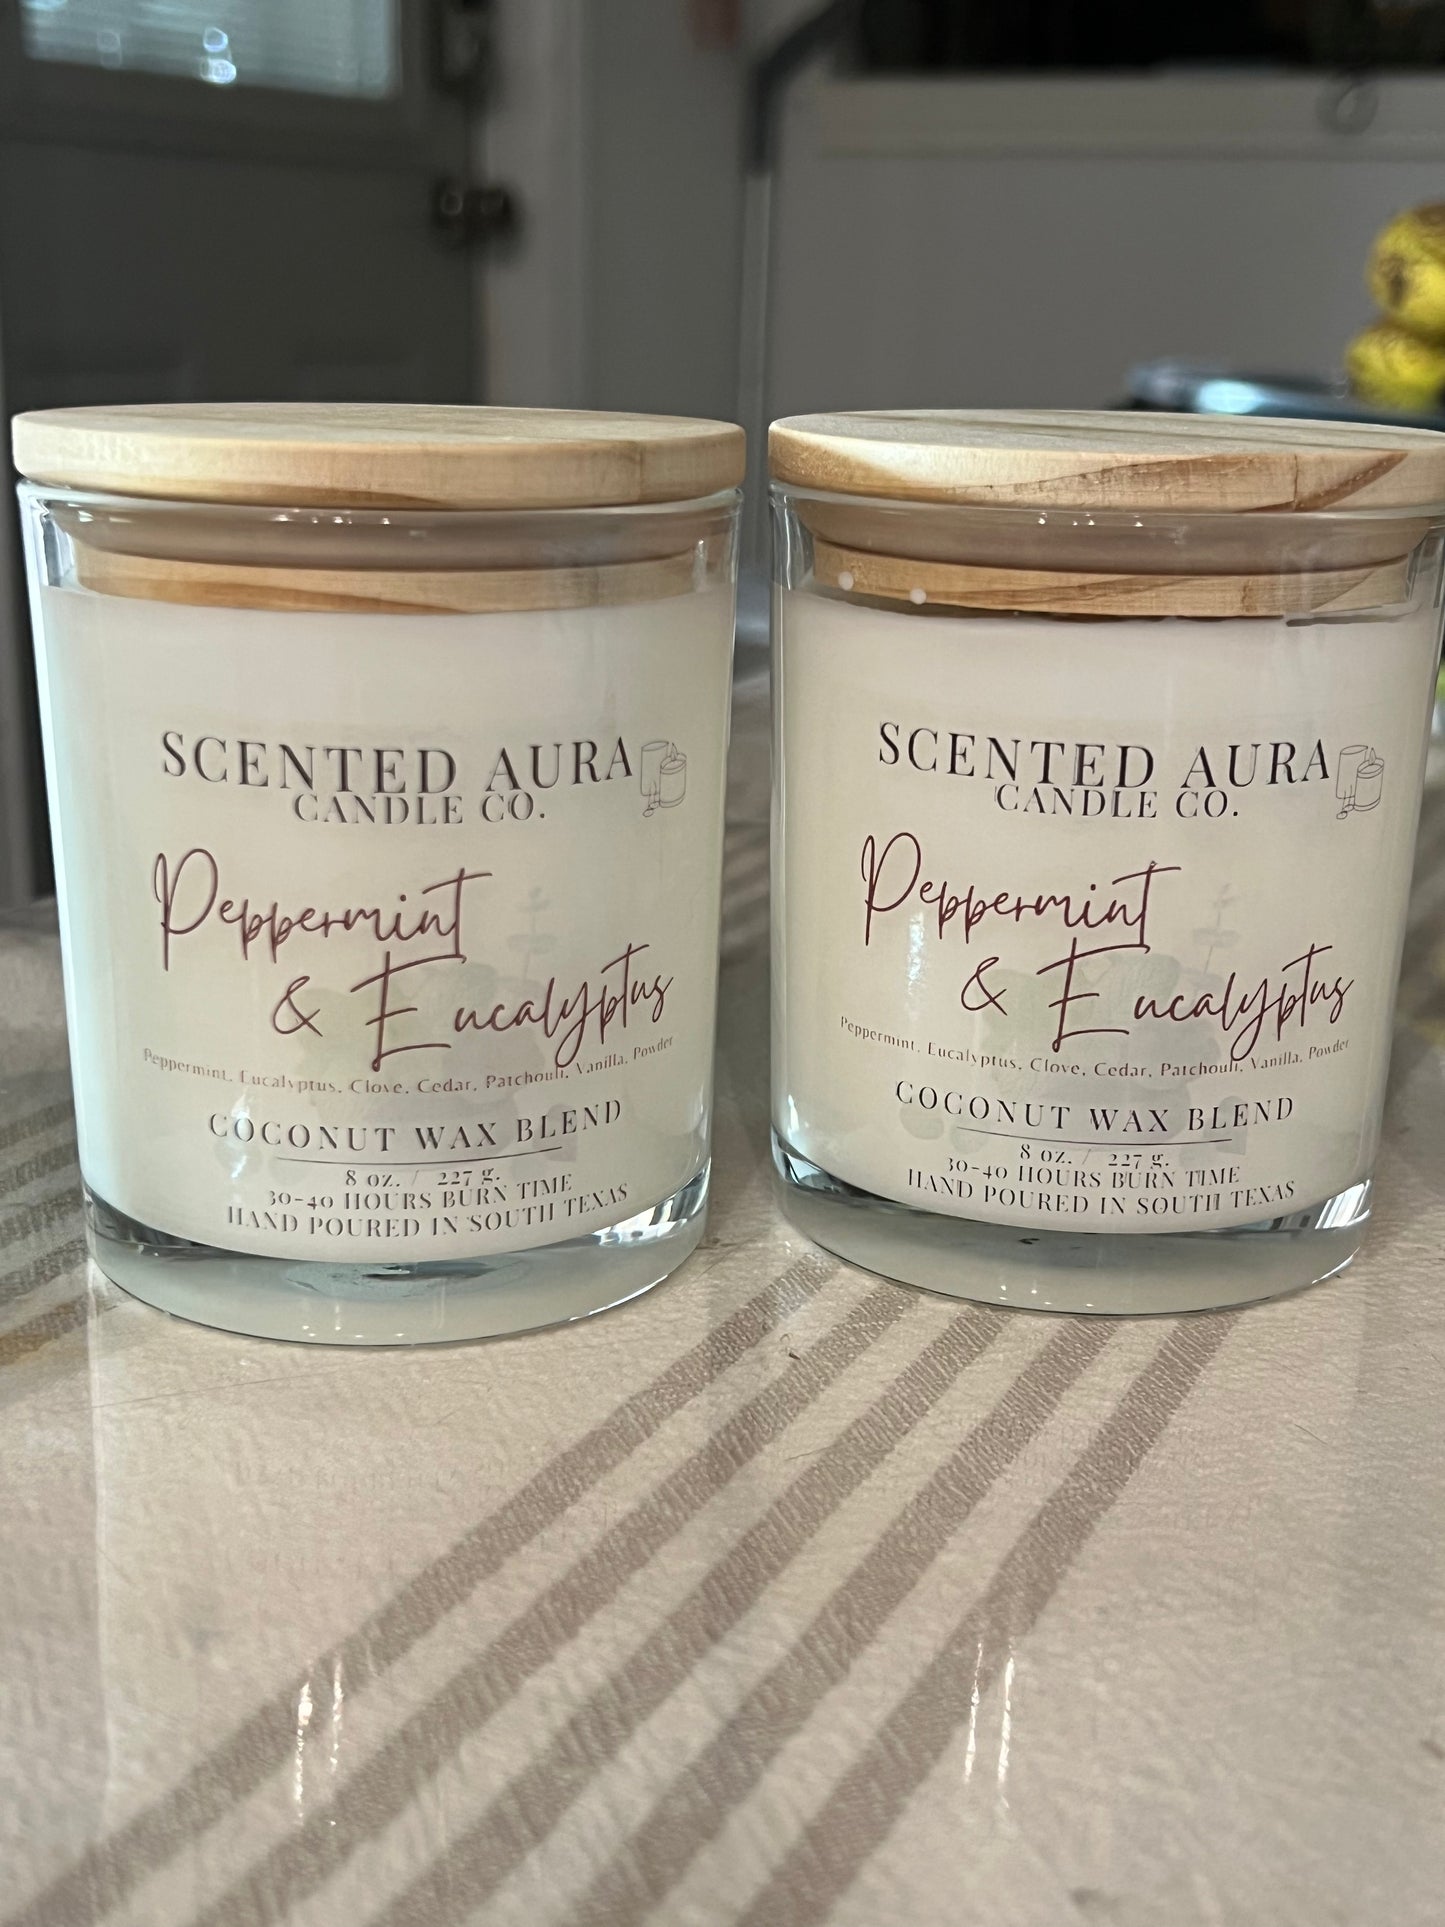 SCENTED AURA
CANDLE CO.
Peppermint
& Eucalyptus
Peppermint, Eucalyptus, Clove, Cedar, Patchouli, Vanilla, Powder
COCONUT WAX BLEND
8 oz. / 227 g.
30-40 HOURS BURN TIME
HAND POURED IN SOUTH TEXAS
SCENTED AURA
CANDLE CO.
Peppermint
& Eucalyptus
Peppermint, Eucalyptus, Clove, Cedar, Patchouli, Vanilla, Powder
COCONUT WAX BLEND
8 oz. / 227 g.
30-40 HOURS BURN TIME
HAND POURED IN SOUTH TEXAS